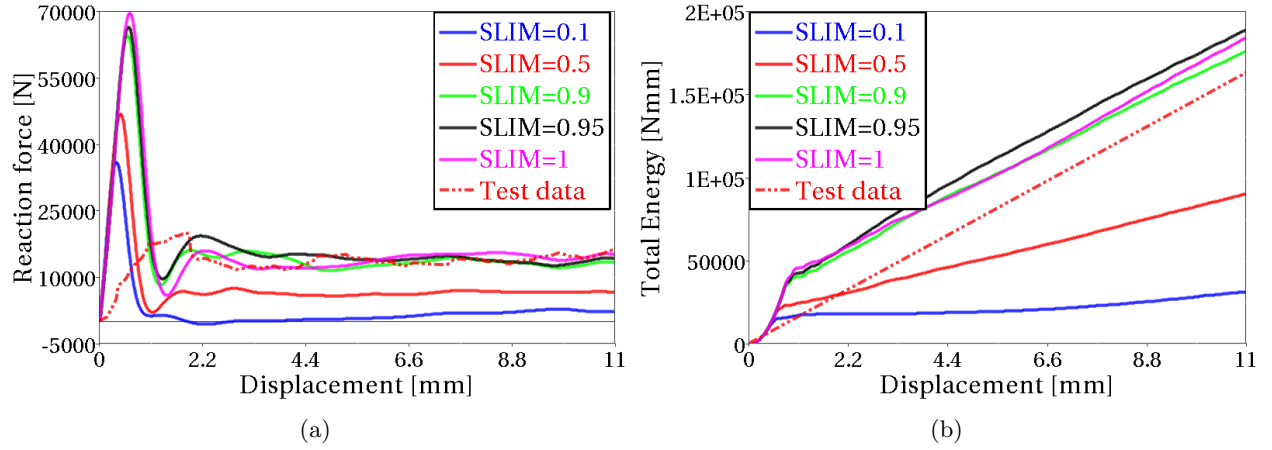 70000
55000
40000
25000
10000
-5000
Reaction force [N]
SLIM=0.1
SLIM=0.5
SLIM=0.9
SLIM=0.95
SLIM=1
Test data
0 2.2 4.4 6.6 8.8 11
Displacement [mm]
(a)
2E+05
1.5E+05
1E+05
50000
0
Total Energy [Nmm]
SLIM=0.1
SLIM=0.5
SLIM=0.9
SLIM=0.95
SLIM=1
Test data
0 2.2 4.4 6.6 8.8 11
Displacement [mm]
(b)